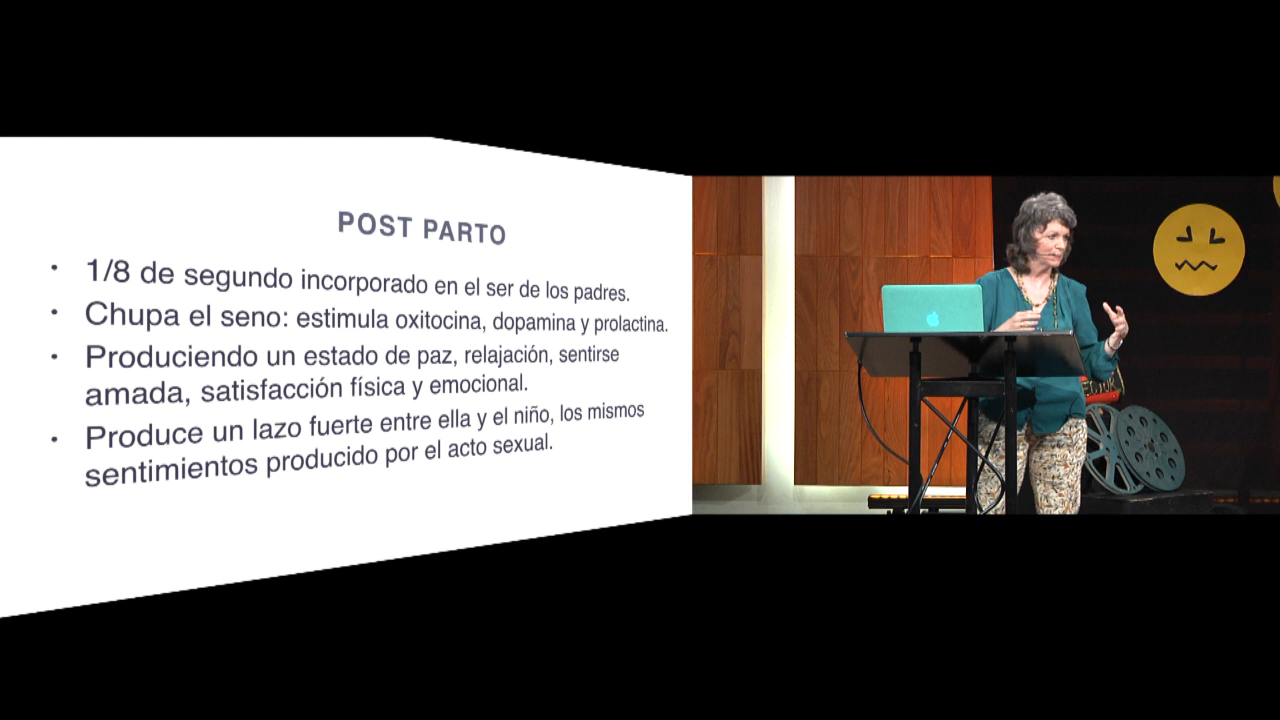 POST PARTO
• 1/8 de segundo incorporado en el ser de los padres.
• Chupa el seno: estimula oxitocina, dopamina y prolactina.
• Produciendo un estado de paz, relajación, sentirse
amada, satisfacción física y emocional.
• Produce un lazo fuerte entre ella y el niño, los mismos
sentimientos producido por el acto sexual.